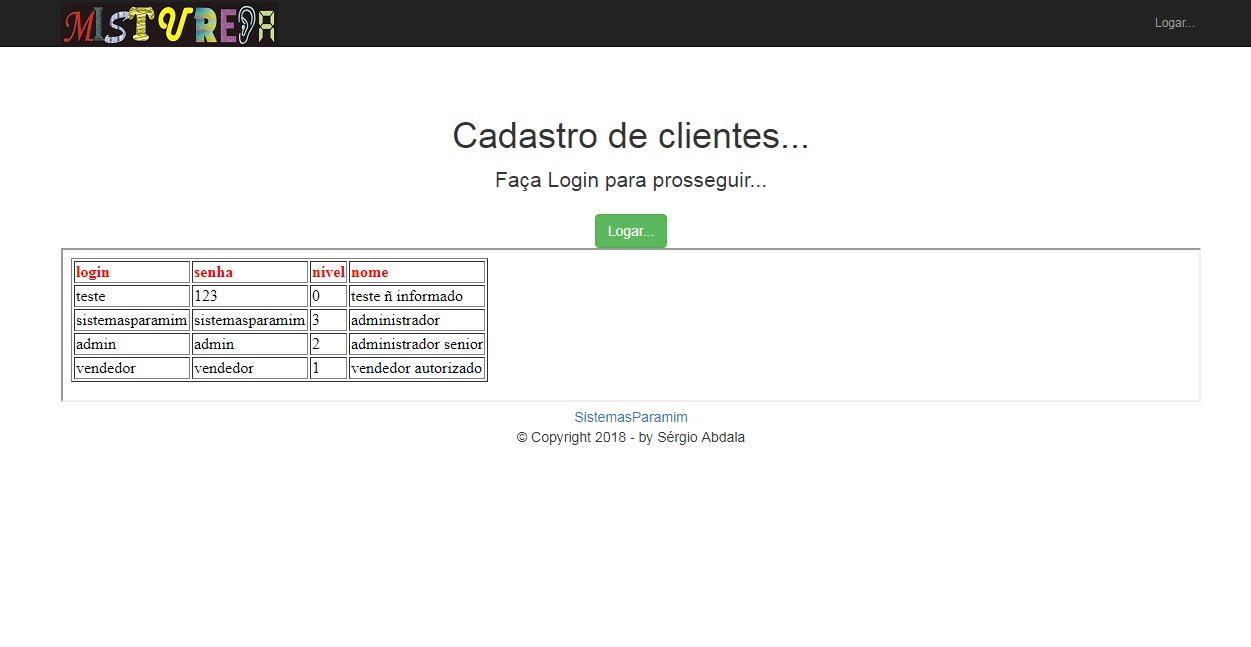 MISTUREBA Logar...
Cadastro de clientes...
Faça Login para prosseguir...
Logar...
login senha nivel nome
teste 123 0 teste ñ informado
sistemasparamim sistemasparamim 3 administrador
admin admin 2 administrador senior
vendedor vendedor 1 vendedor autorizado
SistemasParamim
© Copyright 2018 - by Sérgio Abdala